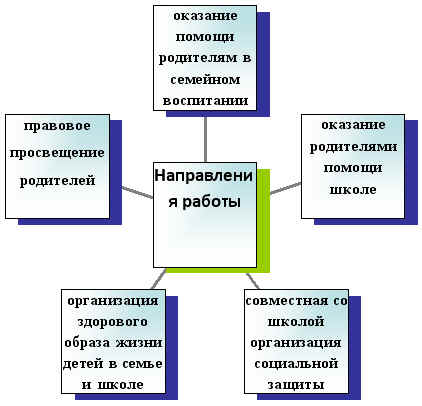 оказание
помощи
родителям в
семейном
воспитании
правовое
просвещение
родителей
оказание
родителями
помощи
школе
Направлени
я работы
организация
здорового
образа жизни
детей в семье
и школе
совместная со
школой
организация
социальной
защиты